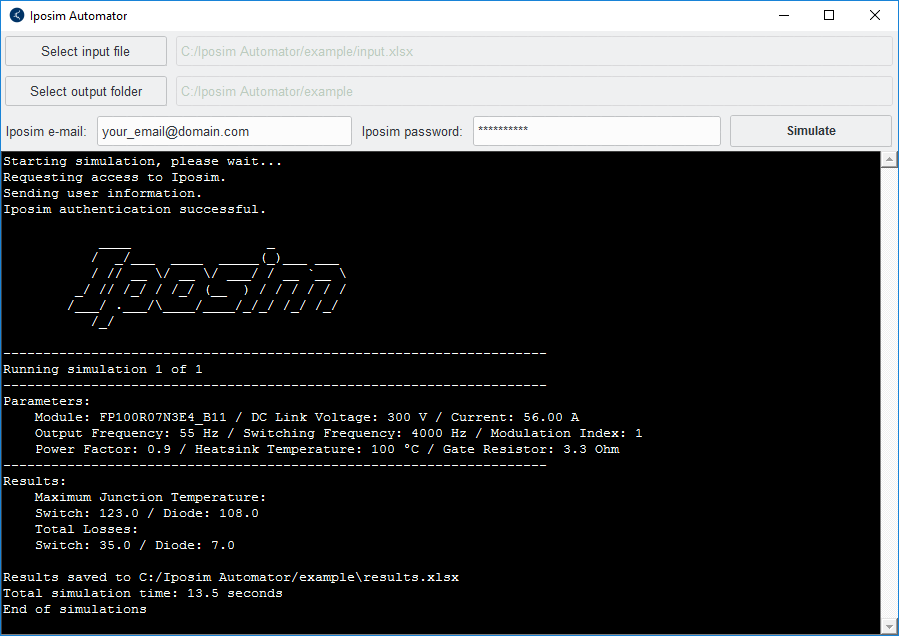 Iposim Automator
Select input file C:/Iposim Automator/example/input.xlsx
Select output folder C:/Iposim Automator/example
Iposim e-mail: your_email@domain.com Iposim password: ********** Simulate
Starting simulation, please wait...
Requesting access to Iposim.
Sending user information.
Iposim authentication successful.
Iposim
--------------------------------------------------------------------
Running simulation 1 of 1
--------------------------------------------------------------------
Parameters:
Module: FP100R07N3E4_B11 / DC Link Voltage: 300 V / Current: 56.00 A
Output Frequency: 55 Hz / Switching Frequency: 4000 Hz / Modulation Index: 1
Power Factor: 0.9 / Heatsink Temperature: 100 °C / Gate Resistor: 3.3 Ohm
--------------------------------------------------------------------
Results:
Maximum Junction Temperature:
Switch: 123.0 / Diode: 108.0
Total Losses:
Switch: 35.0 / Diode: 7.0
Results saved to C:/Iposim Automator/example\results.xlsx
Total simulation time: 13.5 seconds
End of simulations